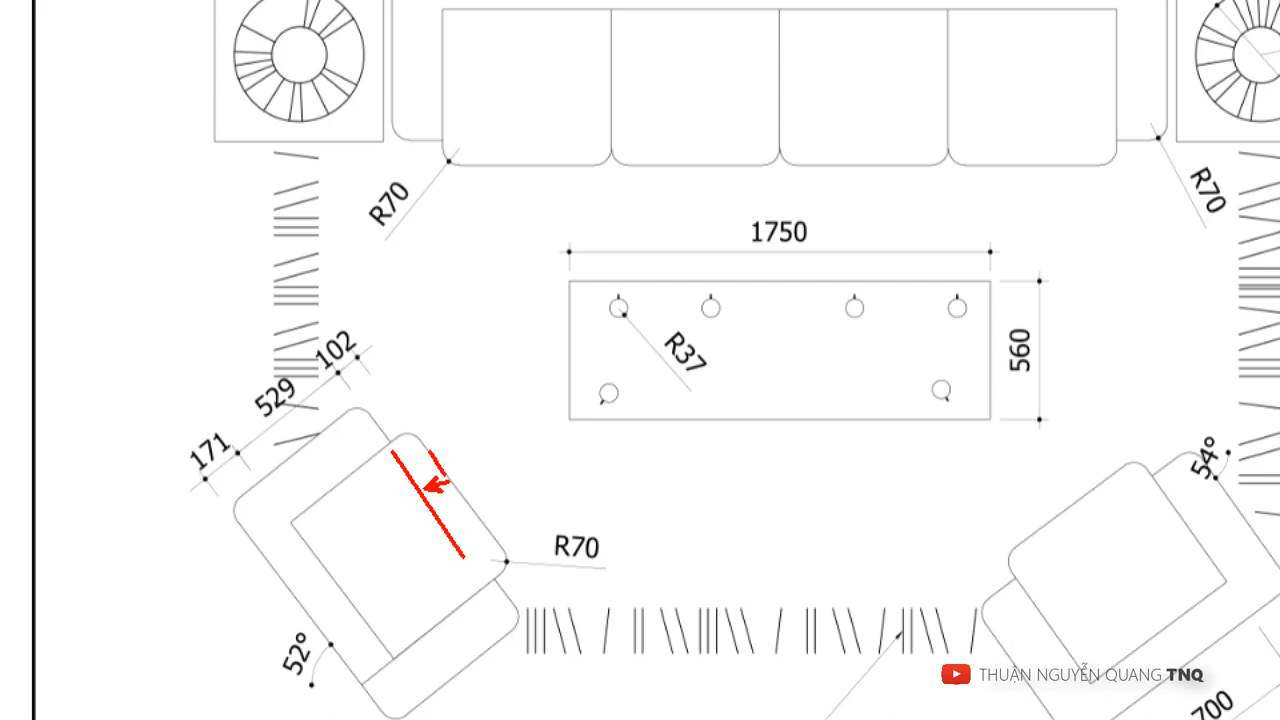 R70
R70
1750
R37
560
102
529
171
54°
R70
52°
THUẬN NGUYỄN QUANG TNQ
700